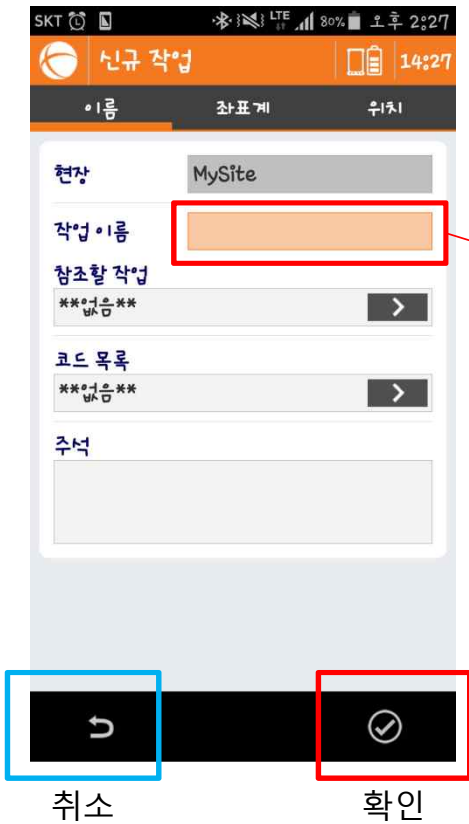 SKT LTE 80% 오후 2:27
신규 작업 14:27
이름 좌표계 위치
현장 MySite
작업 이름
참조할 작업
**없음**
코드 목록
**없음**
주석
취소 확인